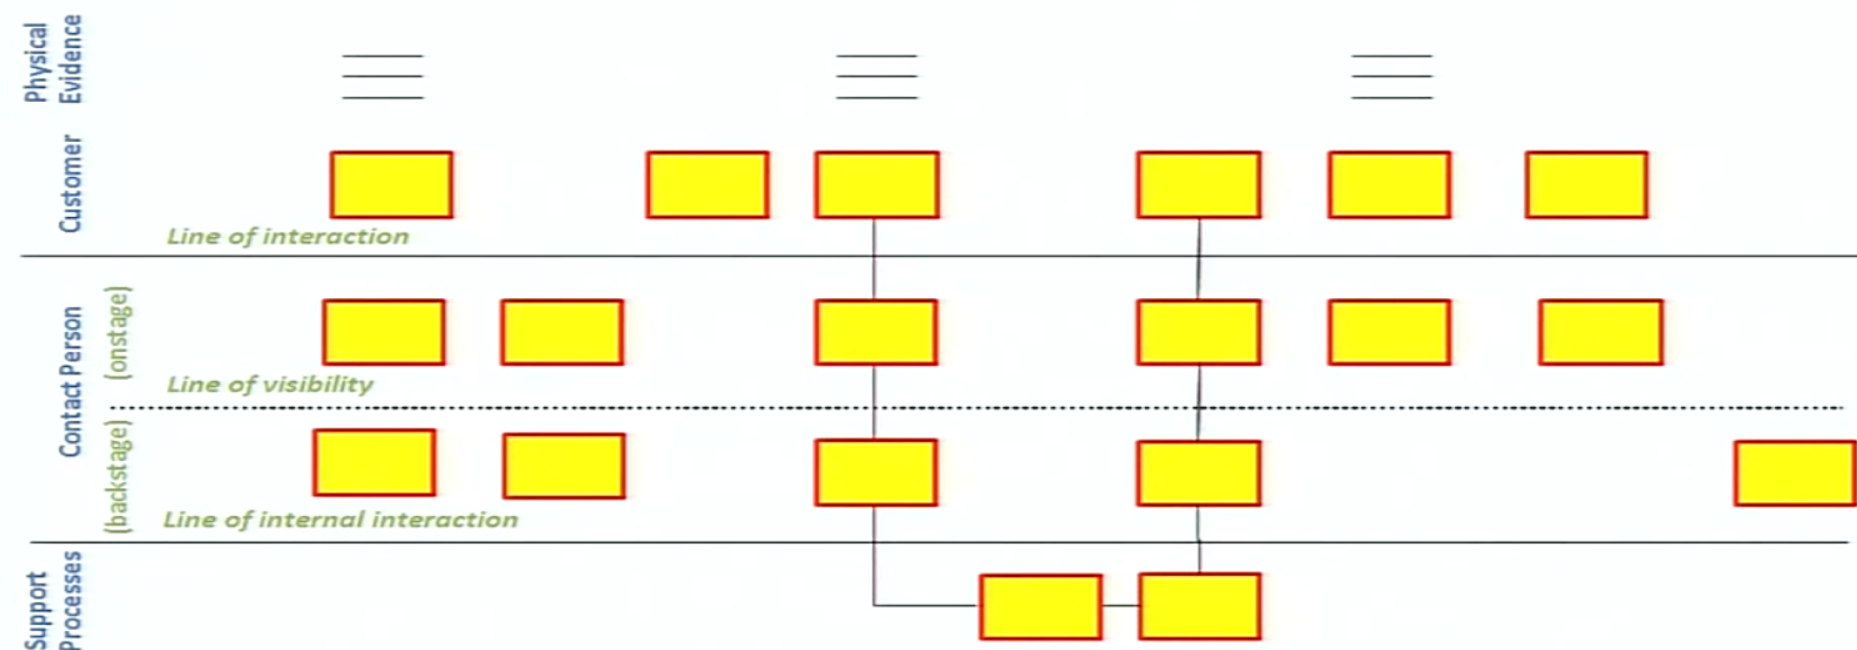 Physical
Evidence
Customer
Line of interaction
Contact Person
(onstage)
Line of visibility
(backstage)
Line of internal interaction
Support
Processes